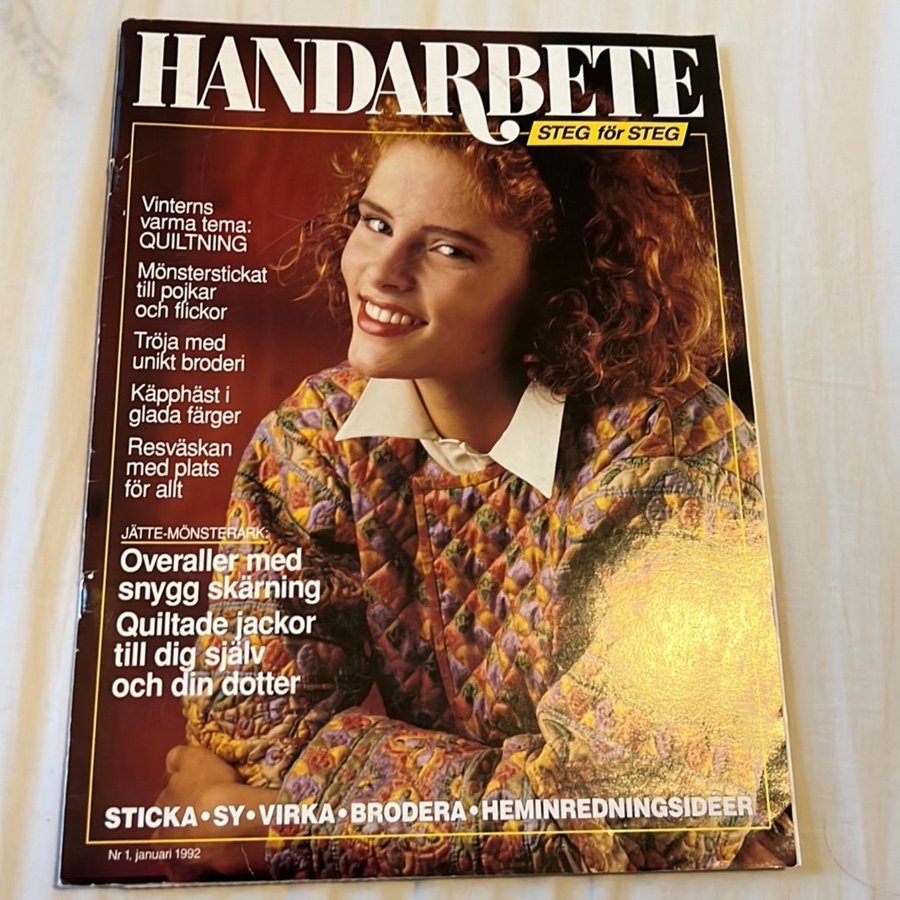 HANDARBETE
STEG för STEG
Vinterns
varma tema:
QUILTNING
Mönsterstickat
till pojkar
och flickor
Tröja med
unikt broderi
Käpphäst i
glada färger
Resväskan
med plats
för allt
JÄTTE-MÖNSTERARK:
Overaller med
snygg skärning
Quiltade jackor
till dig själv
och din dotter
STICKA•SY•VIRKA•BRODERA•HEMINREDNINGSIDÉER
Nr 1, januari 1992